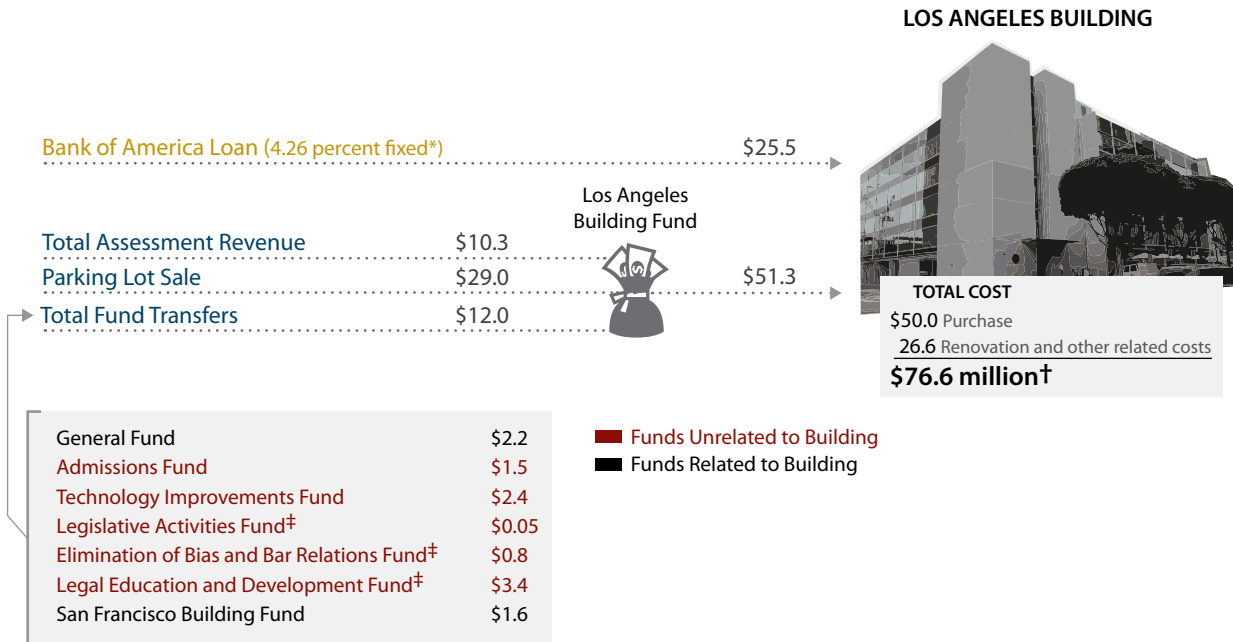 LOS ANGELES BUILDING
Bank of America Loan (4.26 percent fixed*) $25.5
Los Angeles
Building Fund
Total Assessment Revenue $10.3
Parking Lot Sale $29.0 $51.3
Total Fund Transfers $12.0
TOTAL COST
$50.0 Purchase
26.6 Renovation and other related costs
$76.6 million†
General Fund $2.2
Admissions Fund $1.5
Technology Improvements Fund $2.4
Legislative Activities Fund‡ $0.05
Elimination of Bias and Bar Relations Fund‡ $0.8
Legal Education and Development Fund‡ $3.4
San Francisco Building Fund $1.6
Funds Unrelated to Building
Funds Related to Building